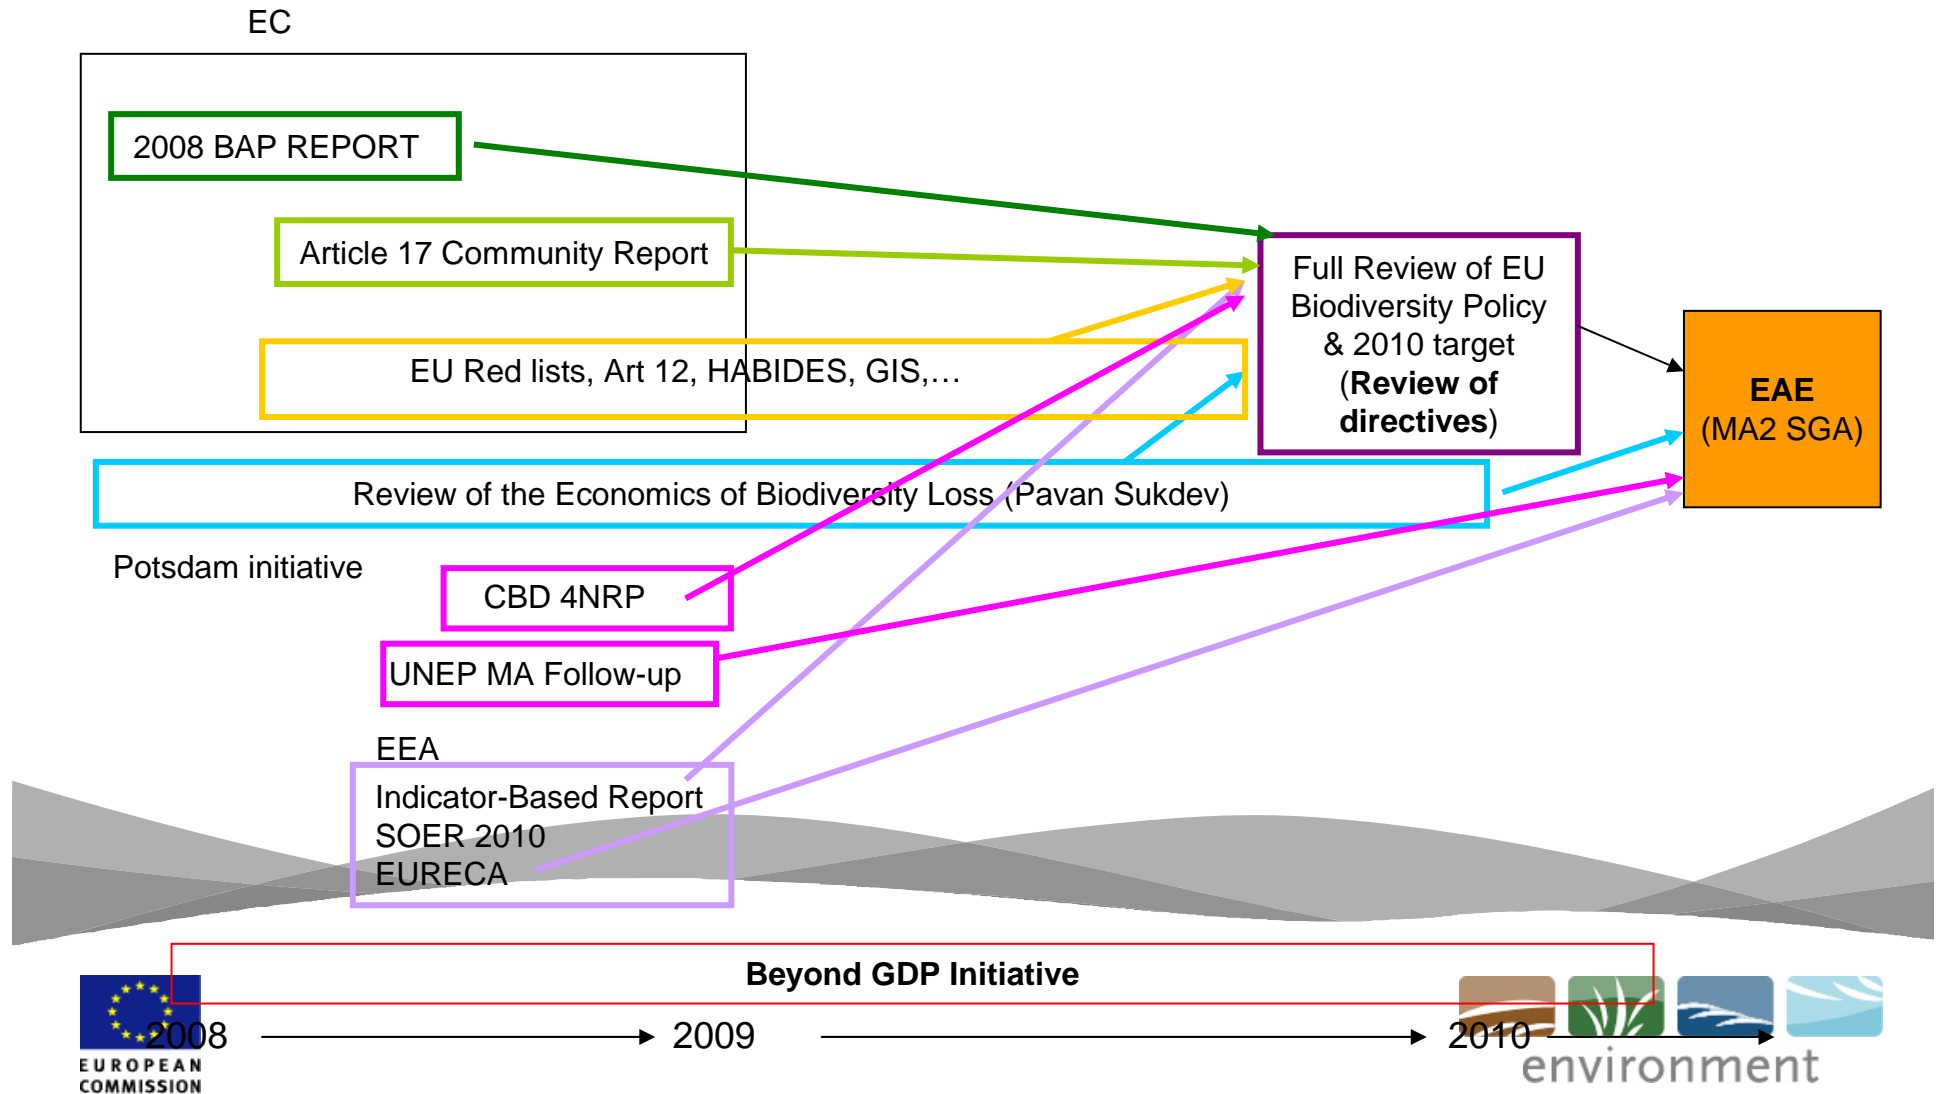 EC
2008 BAP REPORT
Article 17 Community Report
EU Red lists, Art 12, HABIDES, GIS,…
Full Review of EU
Biodiversity Policy
& 2010 target
(Review of
directives)
EAE
(MA2 SGA)
Review of the Economics of Biodiversity Loss (Pavan Sukdev)
Potsdam initiative
CBD 4NRP
UNEP MA Follow-up
EEA
Indicator-Based Report
SOER 2010
EURECA
Beyond GDP Initiative
2008
2009
2010
EUROPEAN
COMMISSION
environment